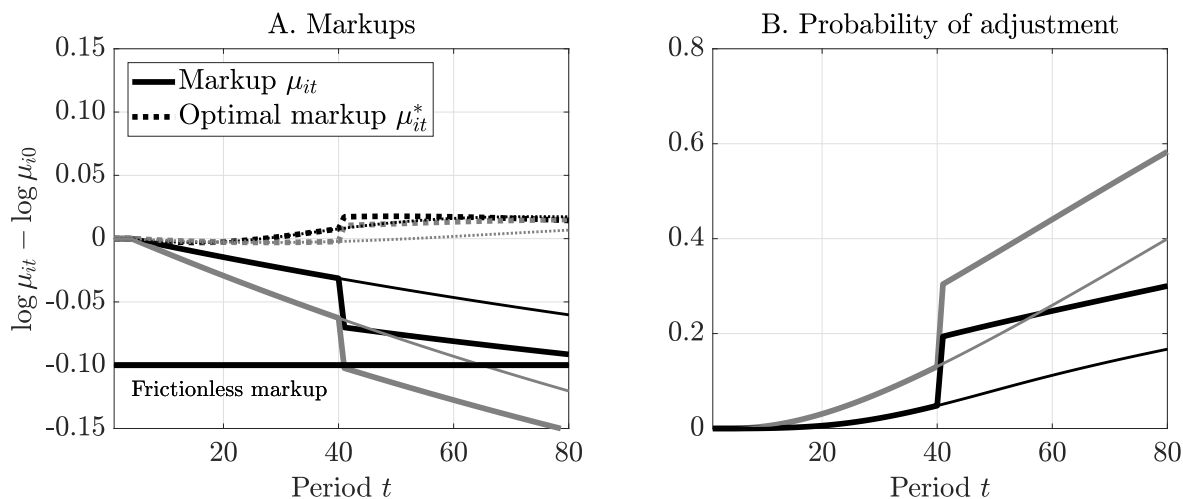 A. Markups
0.15
0.10
0.05
0
-0.05
-0.10
-0.15
log μit − log μi0
Markup μit
Optimal markup μ*it
Frictionless markup
20
40
60
80
Period t
B. Probability of adjustment
0.8
0.6
0.4
0.2
0
20
40
60
80
Period t